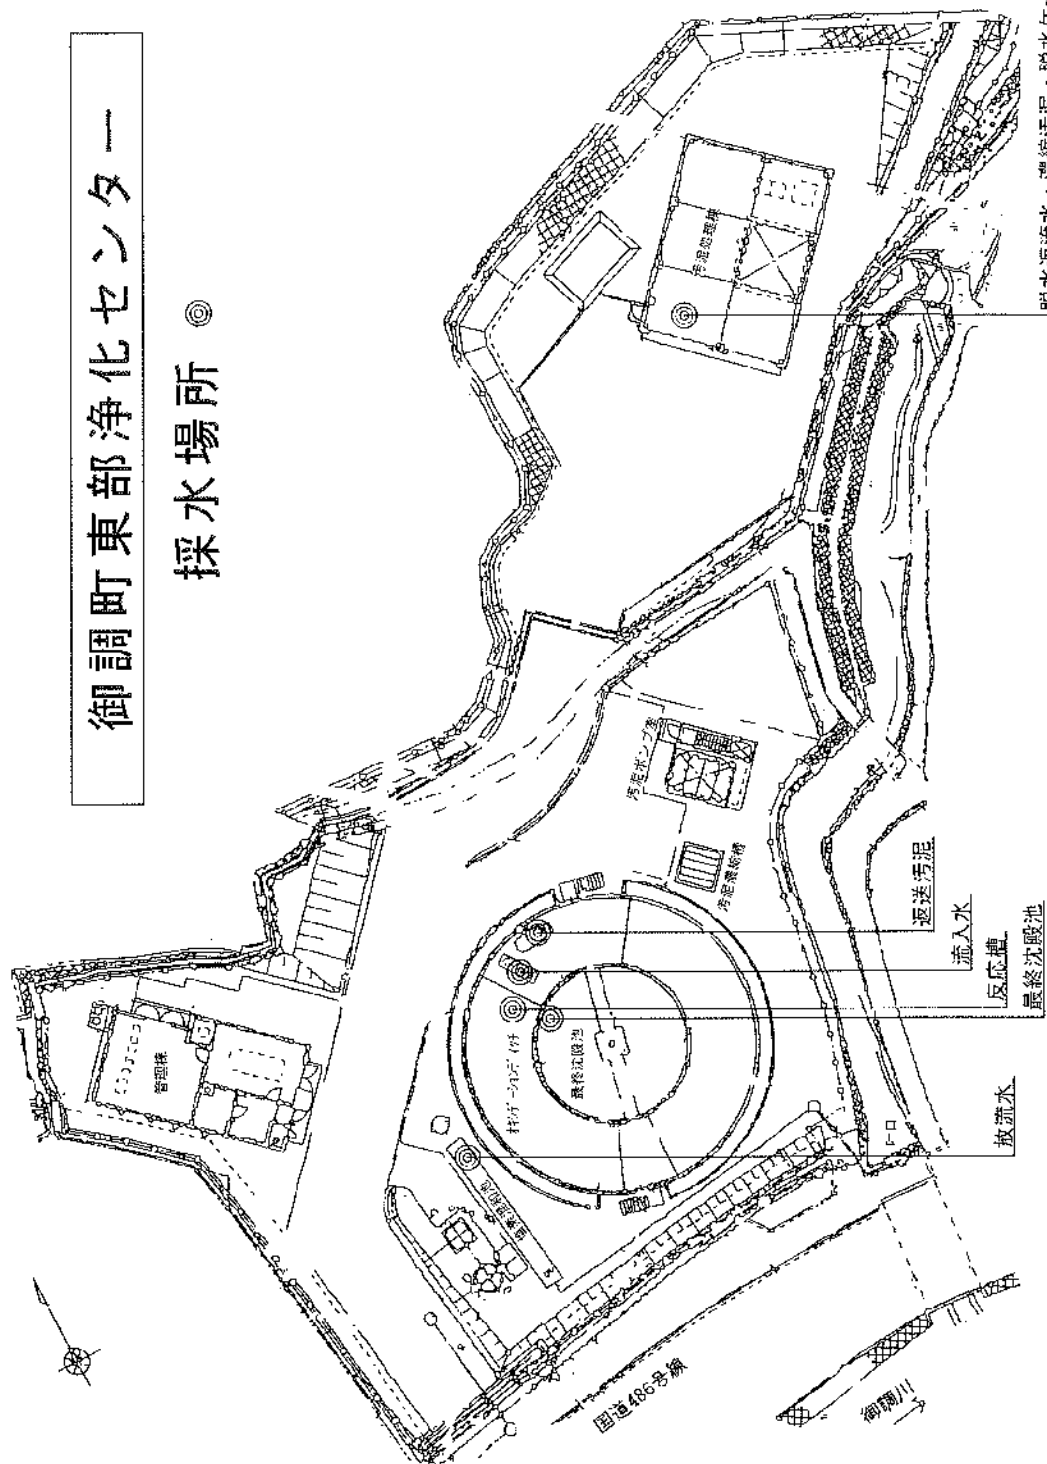 御調町東部浄化センター
採水場所 ◎
汚泥処理棟
汚泥ポンプ室
汚泥濃縮槽
管理棟
オキシデーションディッチ
最終沈殿池
返送汚泥
流入水
反応槽
最終沈殿池
放流水
国道486号線
御調川